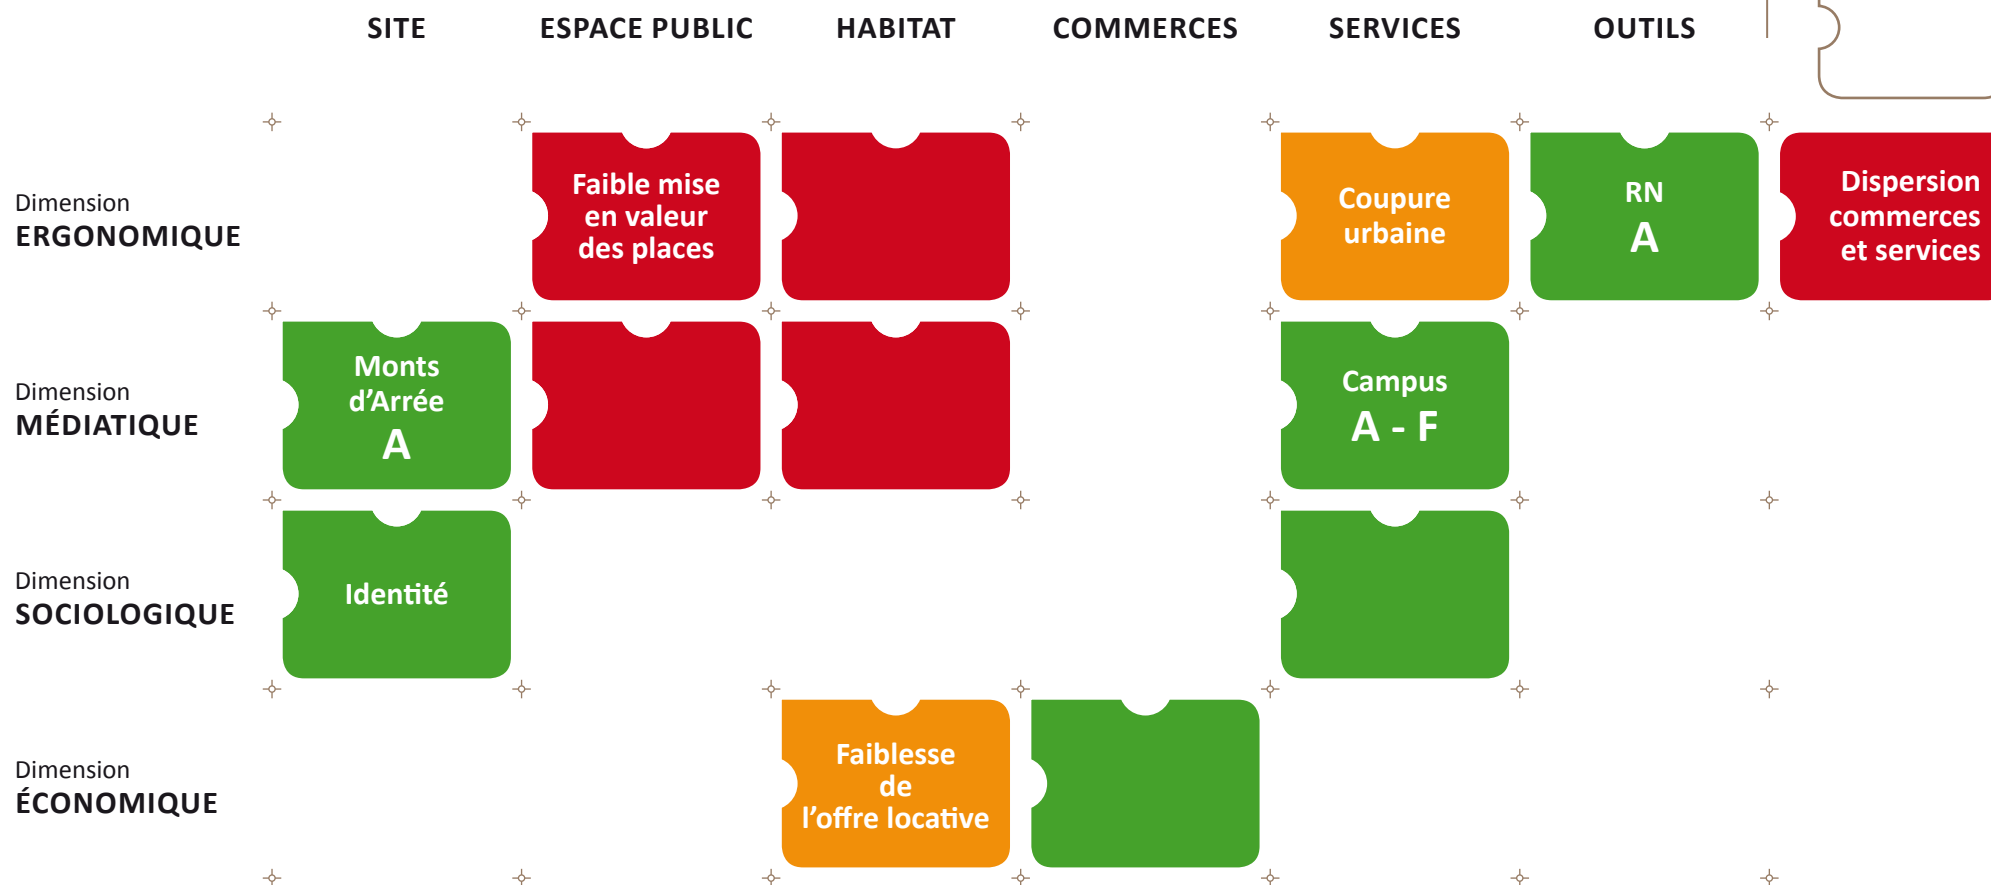 SITE
ESPACE PUBLIC
HABITAT
COMMERCES
SERVICES
OUTILS
Dimension
ERGONOMIQUE
Faible mise
en valeur
des places
Coupure
urbaine
RN
A
Dispersion
commerces
et services
Dimension
MÉDIATIQUE
Monts
d’Arrée
A
Campus
A - F
Dimension
SOCIOLOGIQUE
Identité
Dimension
ÉCONOMIQUE
Faiblesse
de
l’offre locative